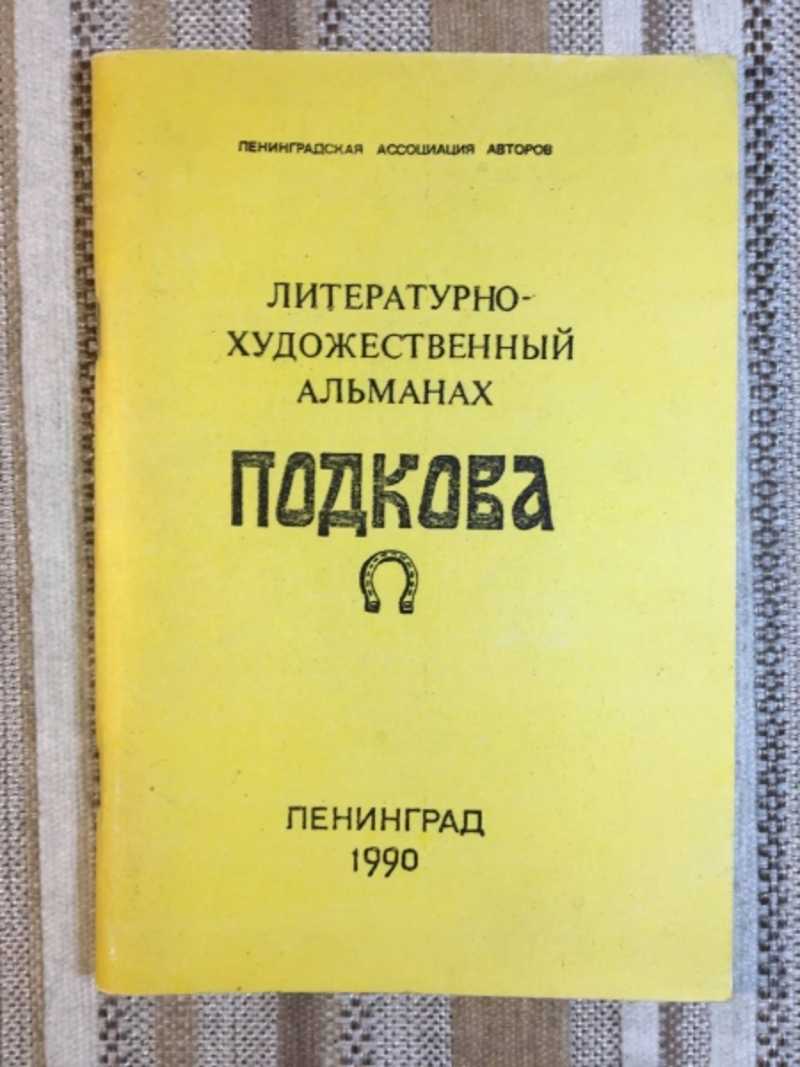 ЛЕНИНГРАДСКАЯ АССОЦИАЦИЯ АВТОРОВ
ЛИТЕРАТУРНО-
ХУДОЖЕСТВЕННЫЙ
АЛЬМАНАХ
ПОДКОВА
ЛЕНИНГРАД
1990